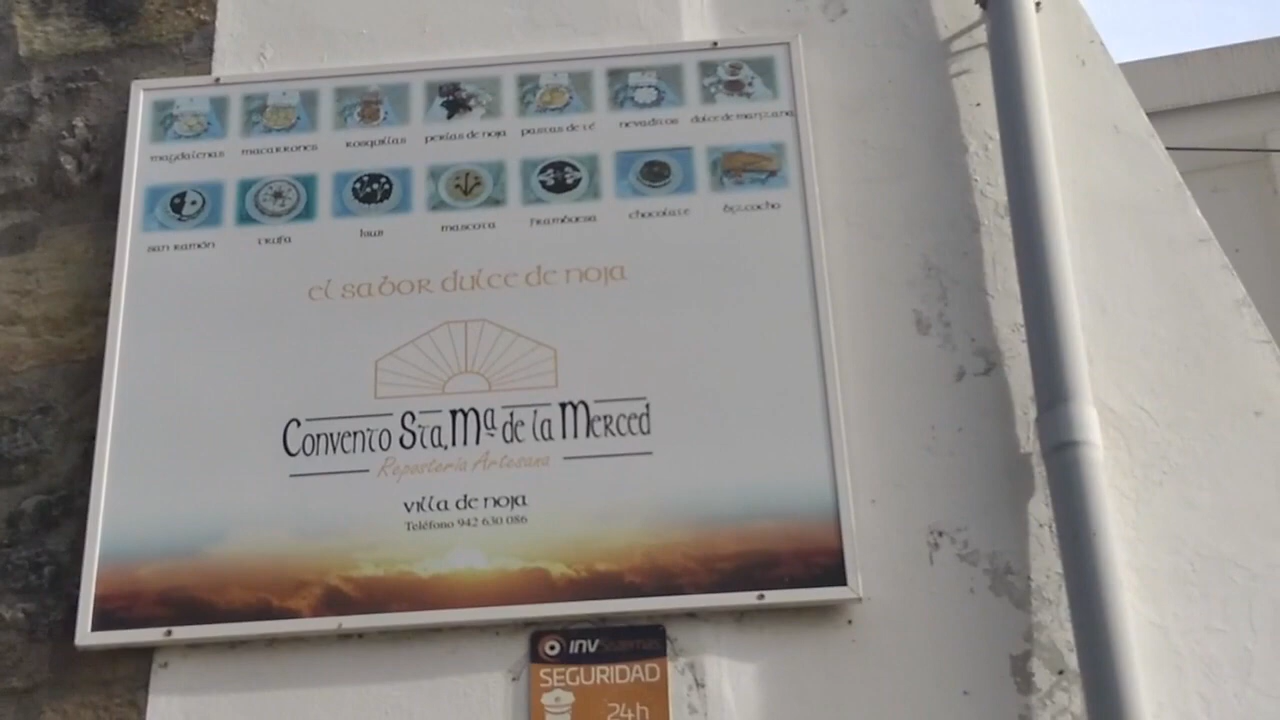 magdalenas macarrones rosquillas perlas de noja pastas de té nevaditos dulce de manzana
san ramón trufa mascota frambuesa chocolate bizcocho
el sabor dulce de noja
Convento Sta. Mª de la Merced
Repostería Artesana
villa de noja
Teléfono 942 630 086
INV Sistemas
SEGURIDAD
24h